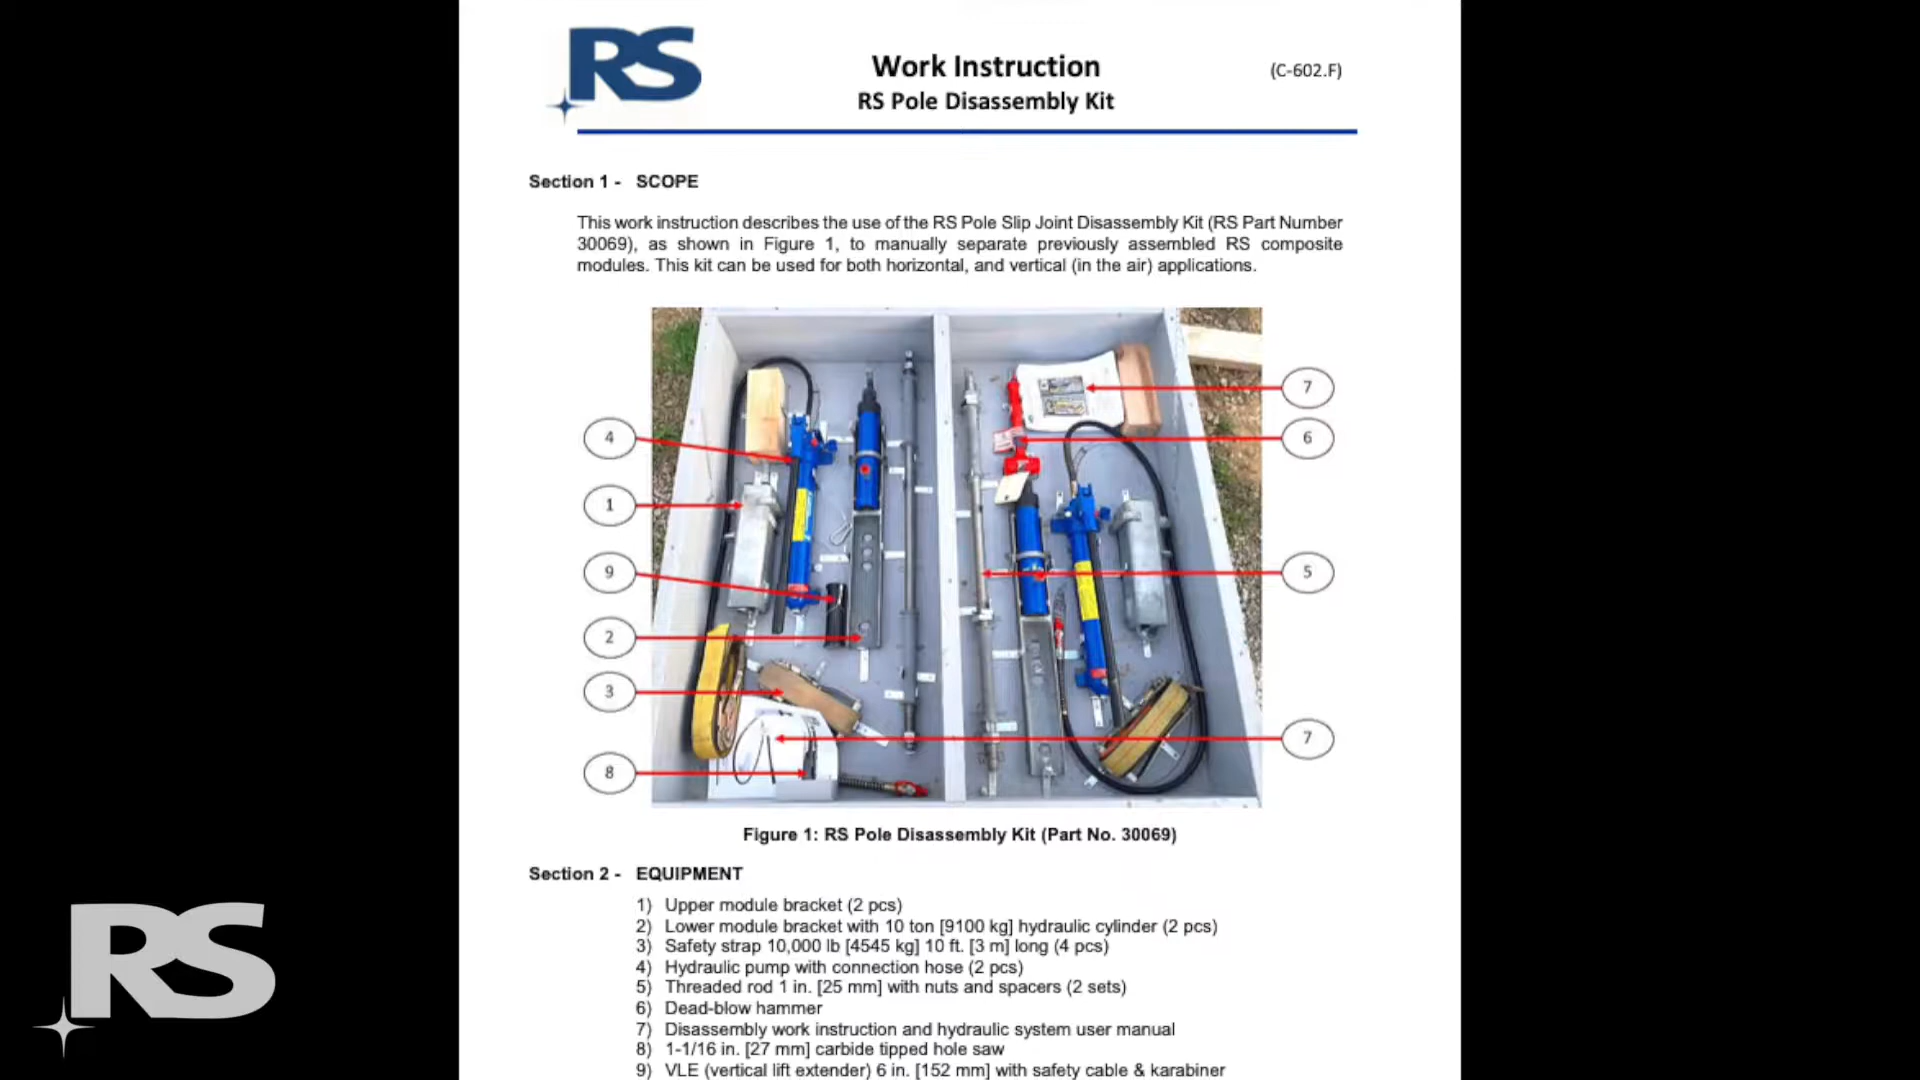 RS
Work Instruction
(C-602.F)
RS Pole Disassembly Kit
Section 1 - SCOPE
This work instruction describes the use of the RS Pole Slip Joint Disassembly Kit (RS Part Number
30069), as shown in Figure 1, to manually separate previously assembled RS composite
modules. This kit can be used for both horizontal, and vertical (in the air) applications.
4
1
9
2
3
8
7
6
5
7
Figure 1: RS Pole Disassembly Kit (Part No. 30069)
Section 2 - EQUIPMENT
1) Upper module bracket (2 pcs)
2) Lower module bracket with 10 ton [9100 kg] hydraulic cylinder (2 pcs)
3) Safety strap 10,000 lb [4545 kg] 10 ft. [3 m] long (4 pcs)
4) Hydraulic pump with connection hose (2 pcs)
5) Threaded rod 1 in. [25 mm] with nuts and spacers (2 sets)
6) Dead-blow hammer
7) Disassembly work instruction and hydraulic system user manual
8) 1-1/16 in. [27 mm] carbide tipped hole saw
9) VLE (vertical lift extender) 6 in. [152 mm] with safety cable & karabiner
RS